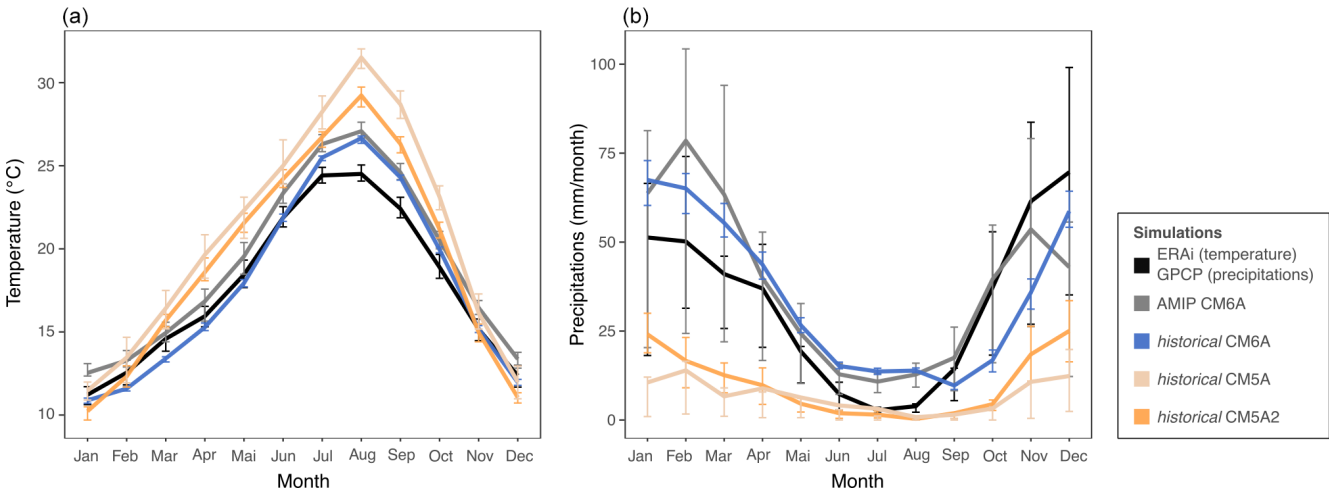 (a)
Temperature (°C)
30
25
20
15
10
Jan Feb Mar Apr Mai Jun Jul Aug Sep Oct Nov Dec
Month
(b)
Precipitations (mm/month)
100
75
50
25
0
Jan Feb Mar Apr Mai Jun Jul Aug Sep Oct Nov Dec
Month
Simulations
ERAi (temperature)
GPCP (precipitations)
AMIP CM6A
historical CM6A
historical CM5A
historical CM5A2